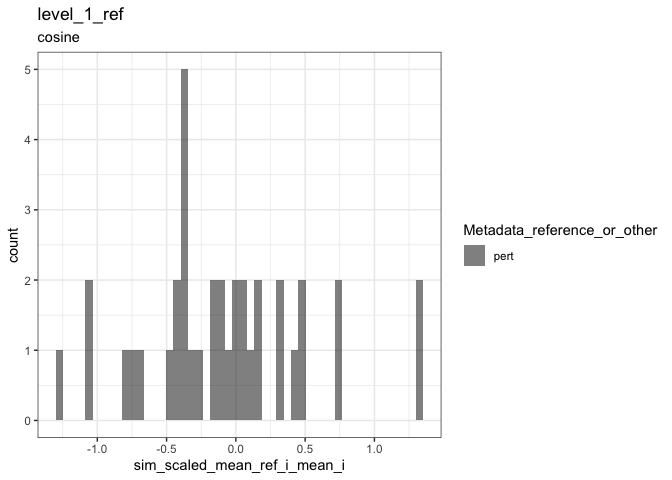 level_1_ref
cosine
5
4
3
2
1
0
count
-1.0
-0.5
0.0
0.5
1.0
sim_scaled_mean_ref_i_mean_i
Metadata_reference_or_other
pert